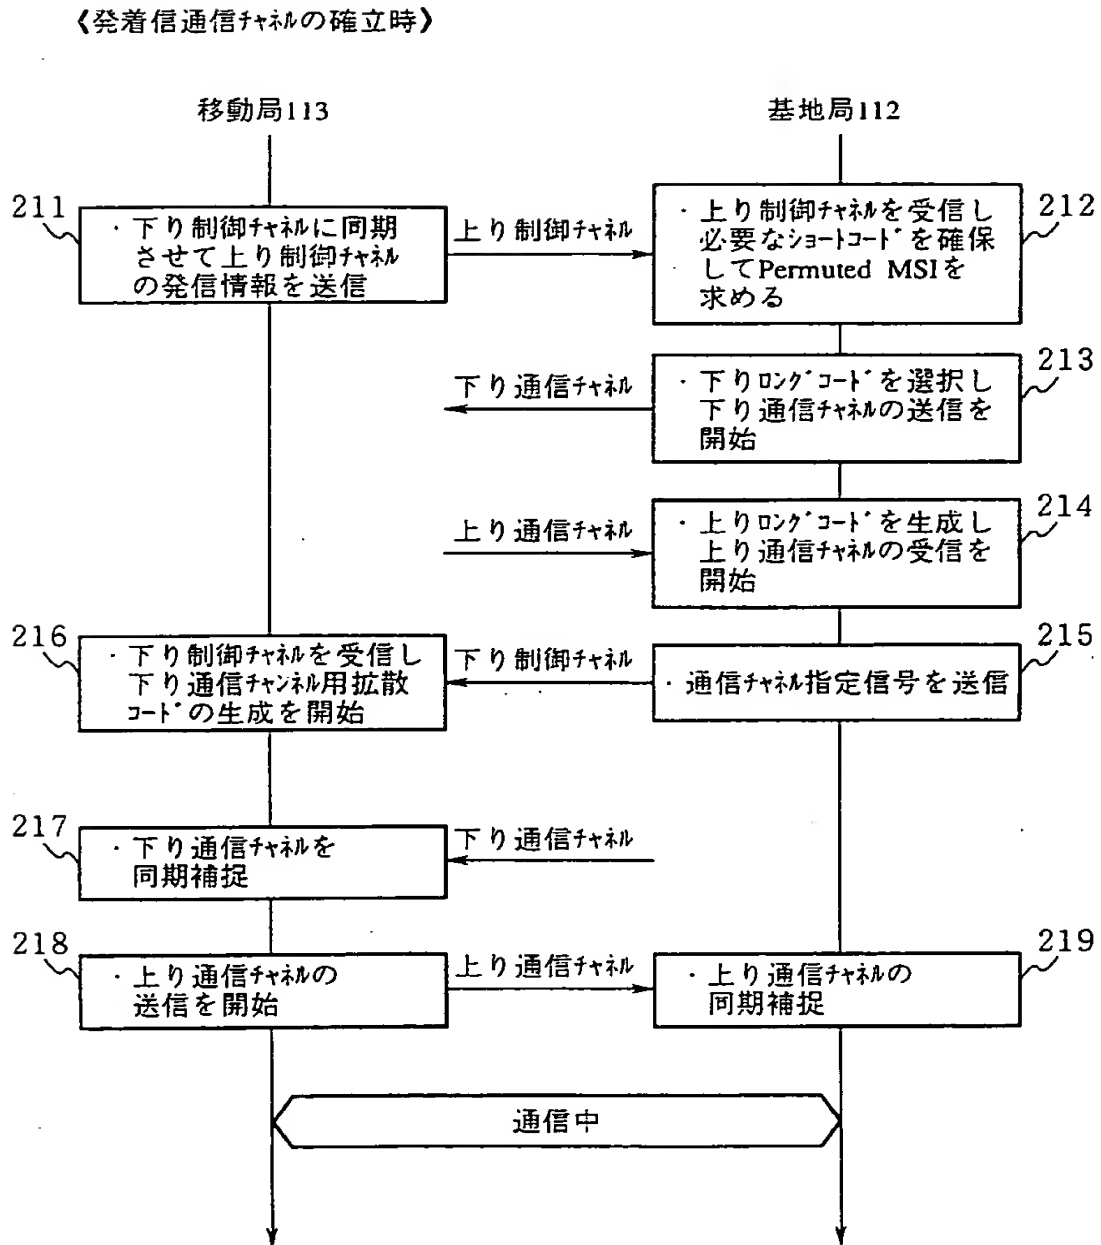 《発着信通信ﾁｬﾈﾙの確立時》
移動局113
基地局112
211
・下り制御ﾁｬﾈﾙに同期
させて上り制御ﾁｬﾈﾙ
の発信情報を送信
上り制御ﾁｬﾈﾙ
212
・上り制御ﾁｬﾈﾙを受信し
必要なｼｮｰﾄｺｰﾄﾞを確保
してPermuted MSIを
求める
213
下り通信ﾁｬﾈﾙ
・下りﾛﾝｸﾞｺｰﾄﾞを選択し
下り通信ﾁｬﾈﾙの送信を
開始
214
上り通信ﾁｬﾈﾙ
・上りﾛﾝｸﾞｺｰﾄﾞを生成し
上り通信ﾁｬﾈﾙの受信を
開始
216
・下り制御ﾁｬﾈﾙを受信し
下り通信ﾁｬﾝﾈﾙ用拡散
ｺｰﾄﾞの生成を開始
下り制御ﾁｬﾈﾙ
215
・通信ﾁｬﾈﾙ指定信号を送信
217
・下り通信ﾁｬﾈﾙを
同期補捉
下り通信ﾁｬﾈﾙ
218
・上り通信ﾁｬﾈﾙの
送信を開始
上り通信ﾁｬﾈﾙ
219
・上り通信ﾁｬﾈﾙの
同期補捉
通信中